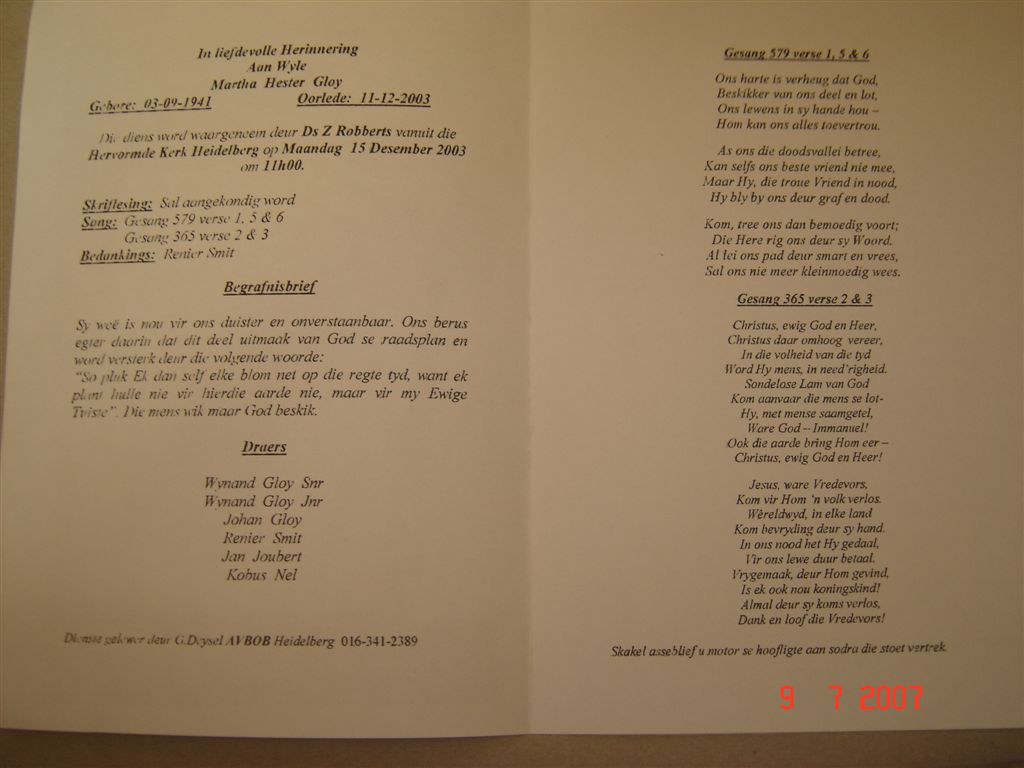 In liefdevolle Herinnering
Aan Wyle
Martha Hester Gloy
Gebore: 03-09-1941 Oorlede: 11-12-2003
Die diens word waargeneem deur Ds Z Robberts vanuit die
Hervormde Kerk Heidelberg op Maandag 15 Desember 2003
om 11h00.
Skriflesing: Sal aangekondig word
Sang: Gesang 579 verse 1, 5 & 6
Gesang 365 verse 2 & 3
Bedankings: Renier Smit
Begrafnisbrief
Sy weë is nou vir ons duister en onverstaanbaar. Ons berus
egter daarin dat dit deel uitmaak van God se raadsplan en
word versterk deur die volgende woorde:
"So pluk Ek dan self elke blom net op die regte tyd, want ek
plant hulle nie vir hierdie aarde nie, maar vir my Ewige
Tuiste". Die mens wik maar God beskik.
Draers
Wynand Gloy Snr
Wynand Gloy Jnr
Johan Gloy
Renier Smit
Jan Joubert
Kobus Nel
Dienste gelewer deur G.Deysel AVBOB Heidelberg 016-341-2389
Gesang 579 verse 1, 5 & 6
Ons harte is verheug dat God,
Beskikker van ons deel en lot,
Ons lewens in sy hande hou –
Hom kan ons alles toevertrou.
As ons die doodsvallei betree,
Kan selfs ons beste vriend nie mee,
Maar Hy, die troue Vriend in nood,
Hy bly by ons deur graf en dood.
Kom, tree ons dan bemoedig voort;
Die Here rig ons deur sy Woord.
Al lei ons pad deur smart en vrees,
Sal ons nie meer kleinmoedig wees.
Gesang 365 verse 2 & 3
Christus, ewig God en Heer,
Christus daar omhoog vereer,
In die volheid van die tyd
Word Hy mens, in need'righeid.
Sondelose Lam van God
Kom aanvaar die mens se lot-
Hy, met mense saamgetel,
Ware God – Immanuel!
Ook die aarde bring Hom eer –
Christus, ewig God en Heer!
Jesus, ware Vredevors,
Kom vir Hom 'n volk verlos.
Wêreldwyd, in elke land
Kom bevryding deur sy hand.
In ons nood het Hy gedaal,
Vir ons lewe duur betaal.
Vrygemaak, deur Hom gevind,
Is ek ook nou koningskind!
Almal deur sy koms verlos,
Dank en loof die Vredevors!
Skakel asseblief u motor se hoofligte aan sodra die stoet vertrek.
9 7 2007